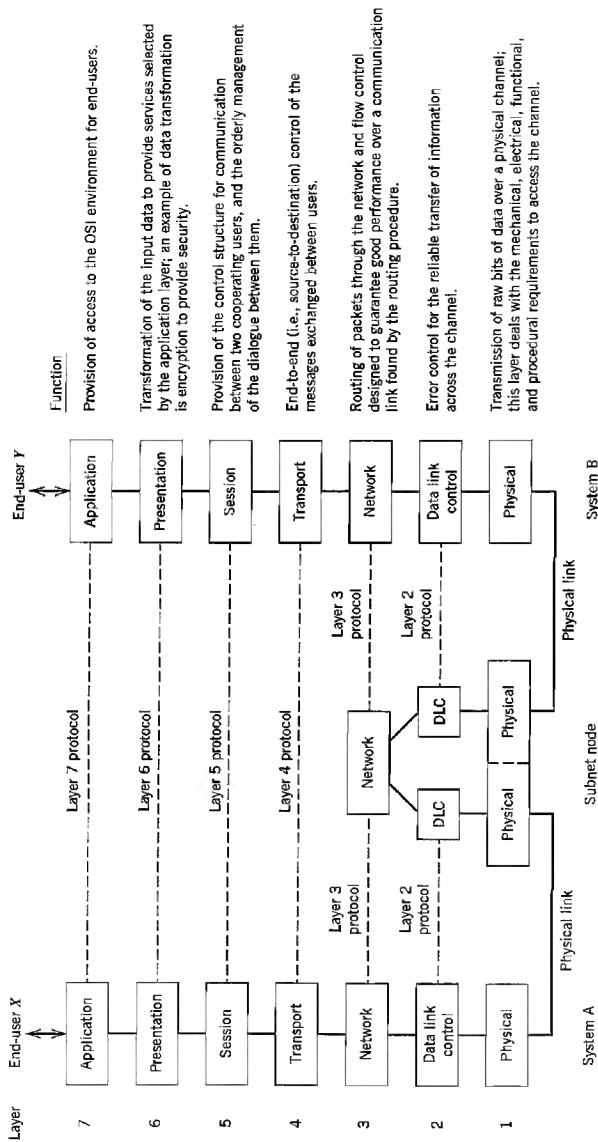 Layer
End-user X
End-user Y
Function
7
Application
Layer 7 protocol
Application
Provision of access to the OSI environment for end-users.
6
Presentation
Layer 6 protocol
Presentation
Transformation of the input data to provide services selected
by the application layer; an example of data transformation
is encryption to provide security.
5
Session
Layer 5 protocol
Session
Provision of the control structure for communication
between two cooperating users, and the orderly management
of the dialogue between them.
4
Transport
Layer 4 protocol
Transport
End-to-end (i.e., source-to-destination) control of the
messages exchanged between users.
3
Network
Layer 3
protocol
Network
Layer 3
protocol
Network
Routing of packets through the network and flow control
designed to guarantee good performance over a communication
link found by the routing procedure.
2
Data link
control
Layer 2
protocol
DLC
DLC
Layer 2
protocol
Data link
control
Error control for the reliable transfer of information
across the channel.
1
Physical
Physical
Physical
Physical
Transmission of raw bits of data over a physical channel;
this layer deals with the mechanical, electrical, functional,
and procedural requirements to access the channel.
Physical link
Physical link
System A
Subnet node
System B